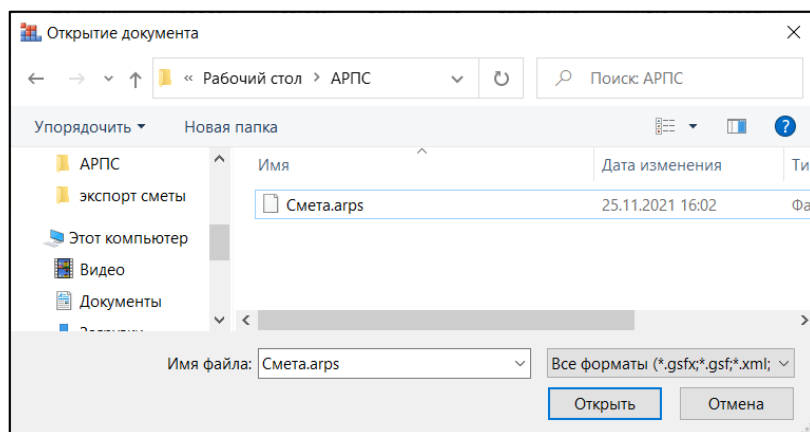 Открытие документа
« Рабочий стол > АРПС
Поиск: АРПС
Упорядочить
Новая папка
АРПС
экспорт сметы
Этот компьютер
Видео
Документы
Имя
Дата изменения
Смета.arps
25.11.2021 16:02
Имя файла: Смета.arps
Все форматы (*.gsfx;*.gsf;*.xml;
Открыть
Отмена